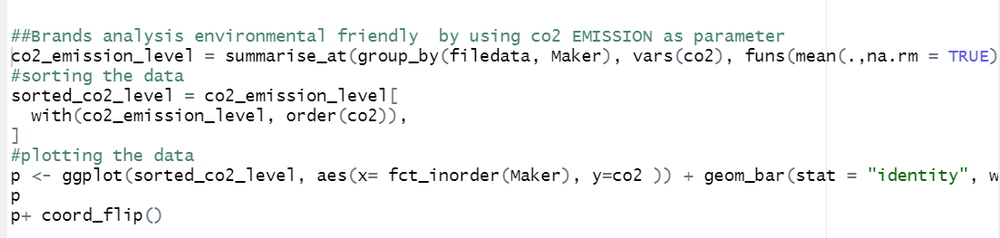 ##Brands analysis environmental friendly  by using co2 EMISSION as parameter
co2_emission_level = summarise_at(group_by(filedata, Maker), vars(co2), funs(mean(.,na.rm = TRUE)
#sorting the data
sorted_co2_level = co2_emission_level[
  with(co2_emission_level, order(co2)),
]
#plotting the data
p <- ggplot(sorted_co2_level, aes(x= fct_inorder(Maker), y=co2 )) + geom_bar(stat = "identity", w
p
p+ coord_flip()